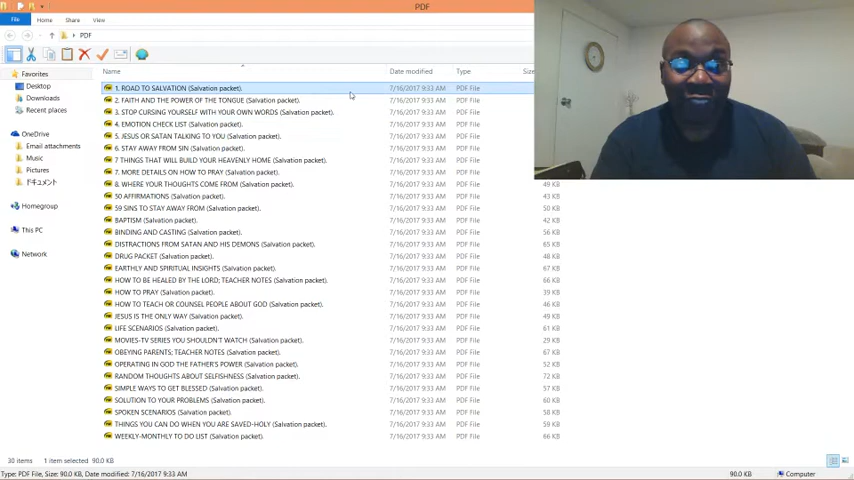 PDF
File Home Share View
PDF
Name Date modified Type Size
Favorites
Desktop
Downloads
Recent places
OneDrive
Email attachments
Music
Pictures
ドキュメント
Homegroup
This PC
Network
1. ROAD TO SALVATION (Salvation packet). 7/16/2017 9:33 AM PDF File
2. FAITH AND THE POWER OF THE TONGUE (Salvation packet). 7/16/2017 9:33 AM PDF File
3. STOP CURSING YOURSELF WITH YOUR OWN WORDS (Salvation packet). 7/16/2017 9:33 AM PDF File
4. EMOTION CHECK LIST (Salvation packet). 7/16/2017 9:33 AM PDF File
5. JESUS OR SATAN TALKING TO YOU (Salvation packet). 7/16/2017 9:33 AM PDF File
6. STAY AWAY FROM SIN (Salvation packet). 7/16/2017 9:33 AM PDF File
7 THINGS THAT WILL BUILD YOUR HEAVENLY HOME (Salvation packet). 7/16/2017 9:33 AM PDF File
7. MORE DETAILS ON HOW TO PRAY (Salvation packet). 7/16/2017 9:33 AM PDF File
8. WHERE YOUR THOUGHTS COME FROM (Salvation packet). 7/16/2017 9:33 AM PDF File 49 KB
50 AFFIRMATIONS (Salvation packet). 7/16/2017 9:33 AM PDF File 43 KB
59 SINS TO STAY AWAY FROM (Salvation packet). 7/16/2017 9:33 AM PDF File 50 KB
BAPTISM (Salvation packet). 7/16/2017 9:33 AM PDF File 42 KB
BINDING AND CASTING (Salvation packet). 7/16/2017 9:33 AM PDF File 56 KB
DISTRACTIONS FROM SATAN AND HIS DEMONS (Salvation packet). 7/16/2017 9:33 AM PDF File 65 KB
DRUG PACKET (Salvation packet). 7/16/2017 9:33 AM PDF File 48 KB
EARTHLY AND SPIRITUAL INSIGHTS (Salvation packet). 7/16/2017 9:33 AM PDF File 67 KB
HOW TO BE HEALED BY THE LORD; TEACHER NOTES (Salvation packet). 7/16/2017 9:33 AM PDF File 66 KB
HOW TO PRAY (Salvation packet). 7/16/2017 9:33 AM PDF File 39 KB
HOW TO TEACH OR COUNSEL PEOPLE ABOUT GOD (Salvation packet). 7/16/2017 9:33 AM PDF File 46 KB
JESUS IS THE ONLY WAY (Salvation packet). 7/16/2017 9:33 AM PDF File 49 KB
LIFE SCENARIOS (Salvation packet). 7/16/2017 9:33 AM PDF File 61 KB
MOVIES-TV SERIES YOU SHOULDN'T WATCH (Salvation packet). 7/16/2017 9:33 AM PDF File 29 KB
OBEYING PARENTS; TEACHER NOTES (Salvation packet). 7/16/2017 9:33 AM PDF File 67 KB
OPERATING IN GOD THE FATHER'S POWER (Salvation packet). 7/16/2017 9:33 AM PDF File 52 KB
RANDOM THOUGHTS ABOUT SELFISHNESS (Salvation packet). 7/16/2017 9:33 AM PDF File 72 KB
SIMPLE WAYS TO GET BLESSED (Salvation packet). 7/16/2017 9:33 AM PDF File 57 KB
SOLUTION TO YOUR PROBLEMS (Salvation packet). 7/16/2017 9:33 AM PDF File 60 KB
SPOKEN SCENARIOS (Salvation packet). 7/16/2017 9:33 AM PDF File 58 KB
THINGS YOU CAN DO WHEN YOU ARE SAVED-HOLY (Salvation packet). 7/16/2017 9:33 AM PDF File 59 KB
WEEKLY-MONTHLY TO DO LIST (Salvation packet). 7/16/2017 9:33 AM PDF File 66 KB
30 items 1 item selected 90.0 KB
Type: PDF File, Size: 90.0 KB, Date modified: 7/16/2017 9:33 AM 90.0 KB Computer